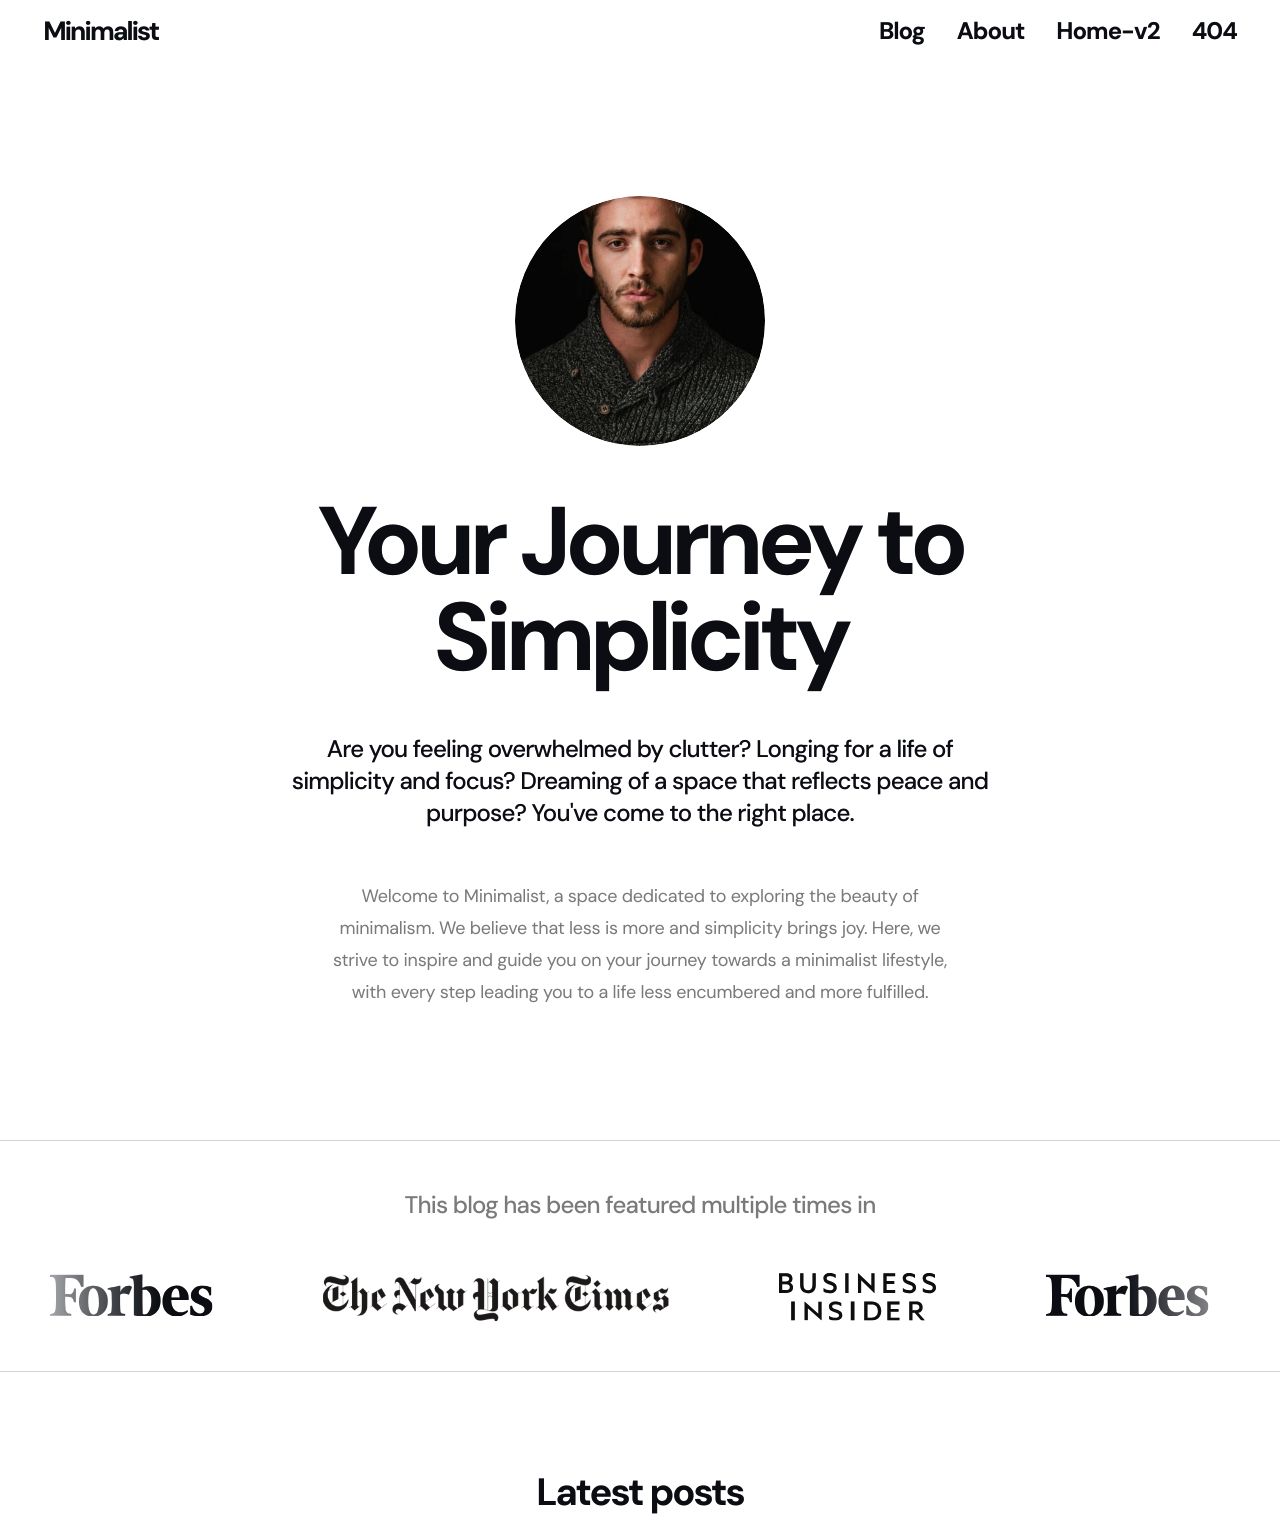 Minimalist
Blog About Home-v2 404
Your Journey to
Simplicity
Are you feeling overwhelmed by clutter? Longing for a life of
simplicity and focus? Dreaming of a space that reflects peace and
purpose? You've come to the right place.
Welcome to Minimalist, a space dedicated to exploring the beauty of
minimalism. We believe that less is more and simplicity brings joy. Here, we
strive to inspire and guide you on your journey towards a minimalist lifestyle,
with every step leading you to a life less encumbered and more fulfilled.
This blog has been featured multiple times in
Forbes
The New York Times
BUSINESS
INSIDER
Forbes
Latest posts